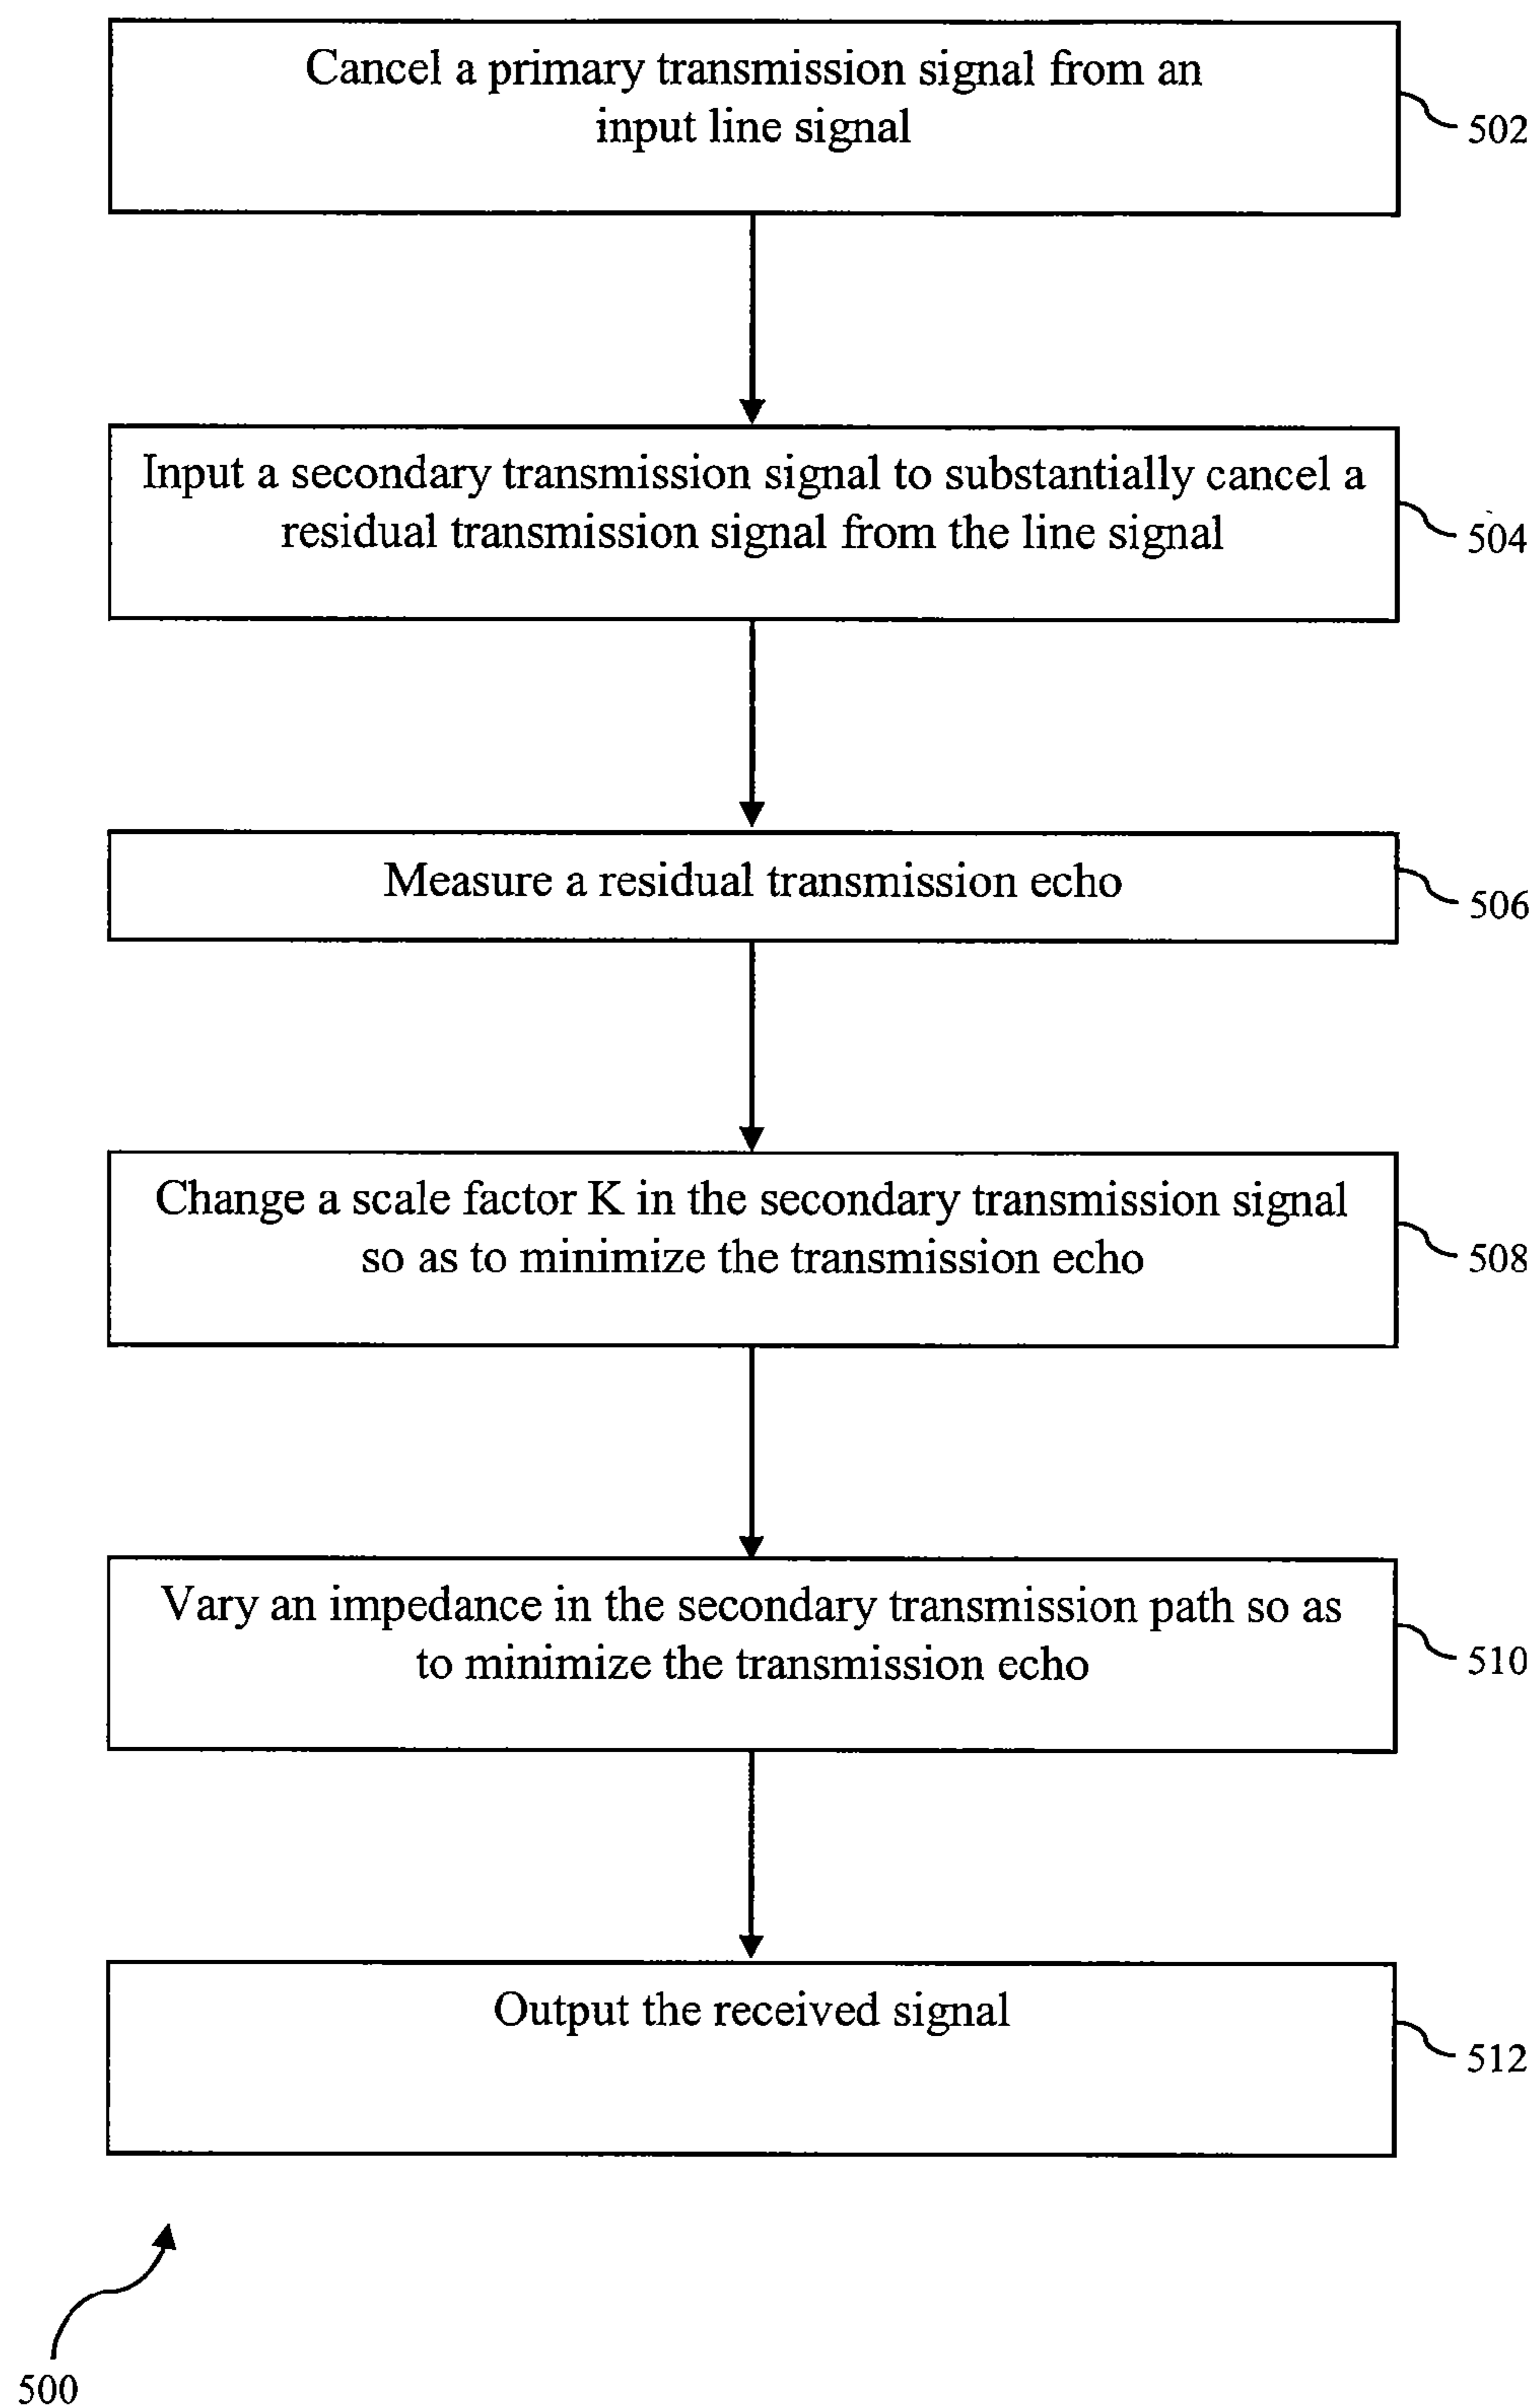 Cancel a primary transmission signal from an
input line signal
502
Input a secondary transmission signal to substantially cancel a
residual transmission signal from the line signal
504
Measure a residual transmission echo
506
Change a scale factor K in the secondary transmission signal
so as to minimize the transmission echo
508
Vary an impedance in the secondary transmission path so as
to minimize the transmission echo
510
Output the received signal
512
500